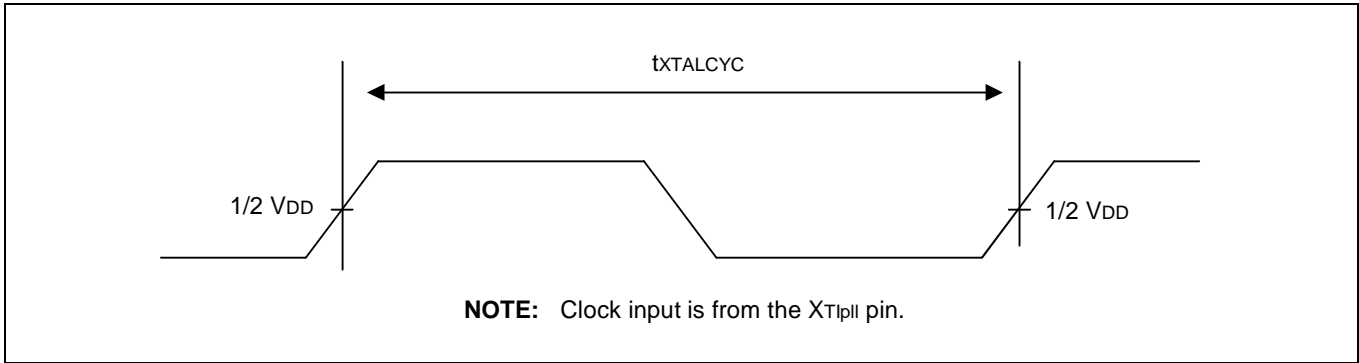 tXTALCYC
1/2 VDD
1/2 VDD
NOTE: Clock input is from the XTIpll pin.